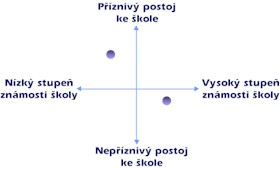 Příznivý postoj
ke škole
Nízký stupeň
známosti školy
Vysoký stupeň
známosti školy
Nepříznivý postoj
ke škole